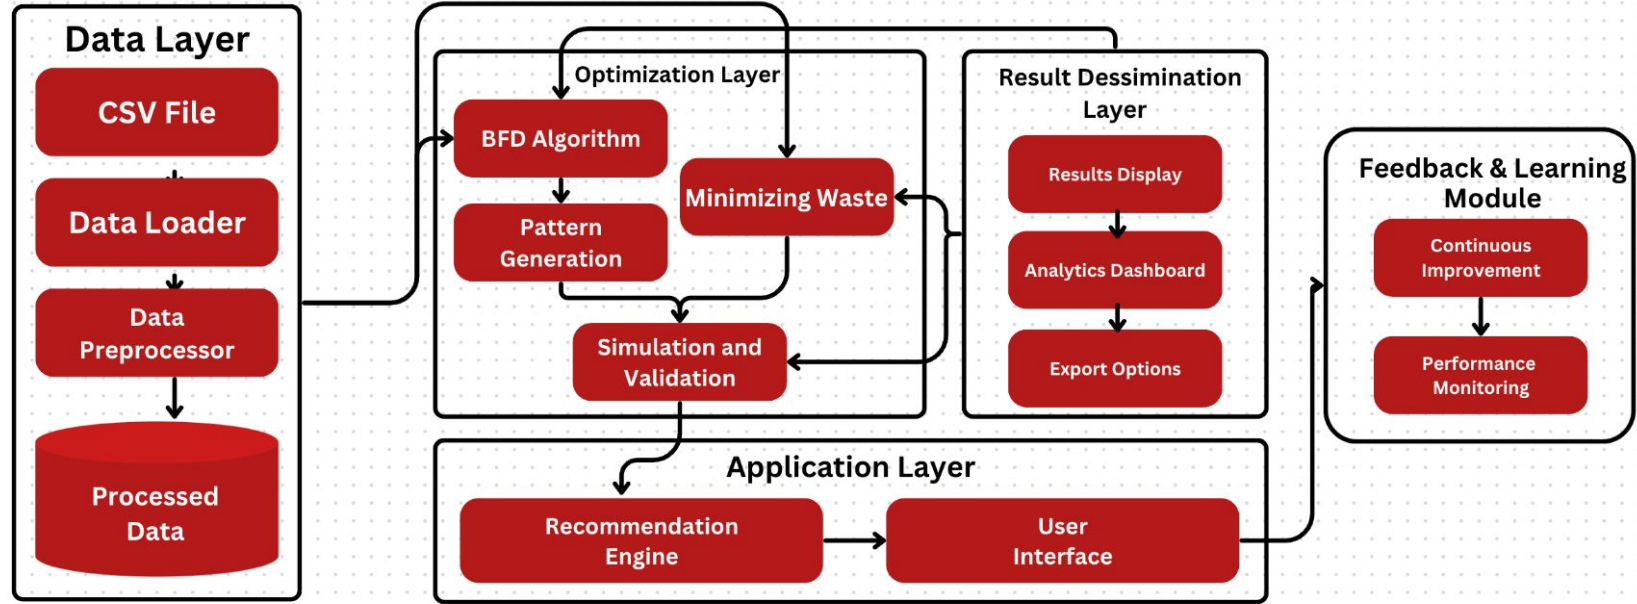 Data Layer
CSV File
Data Loader
Data
Preprocessor
Processed
Data
Optimization Layer
BFD Algorithm
Pattern
Generation
Minimizing Waste
Simulation and
Validation
Result Dessimination
Layer
Results Display
Analytics Dashboard
Export Options
Application Layer
Recommendation
Engine
User
Interface
Feedback & Learning
Module
Continuous
Improvement
Performance
Monitoring